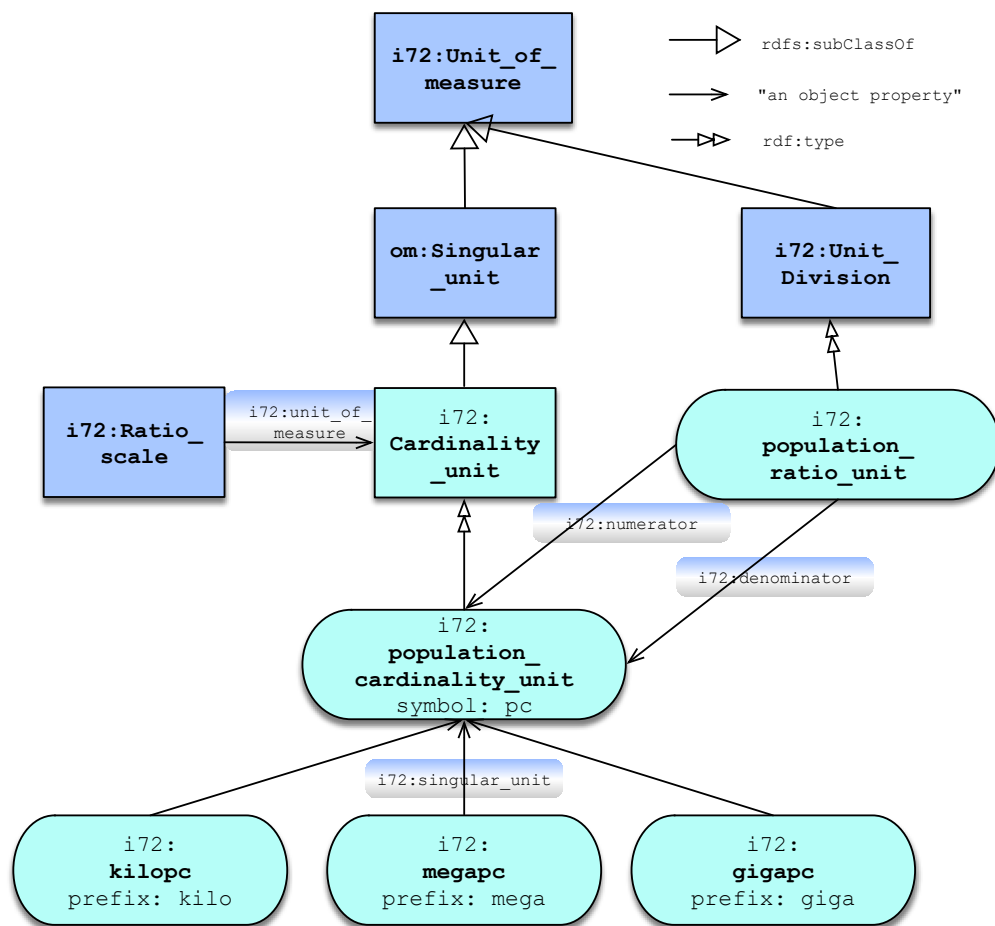 i72:Unit_of_
measure
rdfs:subClassOf
"an object property"
rdf:type
om:Singular
_unit
i72:Unit_
Division
i72:Ratio_
scale
i72:unit_of_
measure
i72:
Cardinality
_unit
i72:
population_
ratio_unit
i72:numerator
i72:denominator
i72:
population_
cardinality_unit
symbol: pc
i72:singular_unit
i72:
kilopc
prefix: kilo
i72:
megapc
prefix: mega
i72:
gigapc
prefix: giga